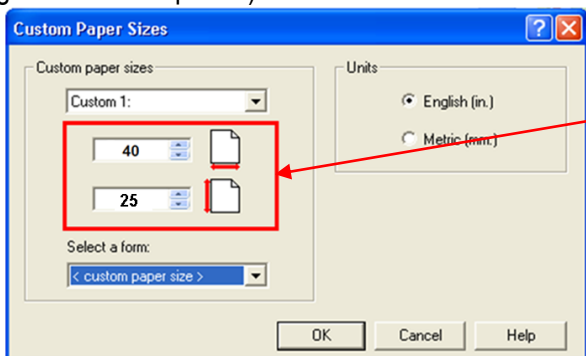 Custom Paper Sizes
Custom paper sizes
Custom 1:
40
25
Select a form:
< custom paper size >
Units
English (in.)
Metric (mm:)
OK
Cancel
Help